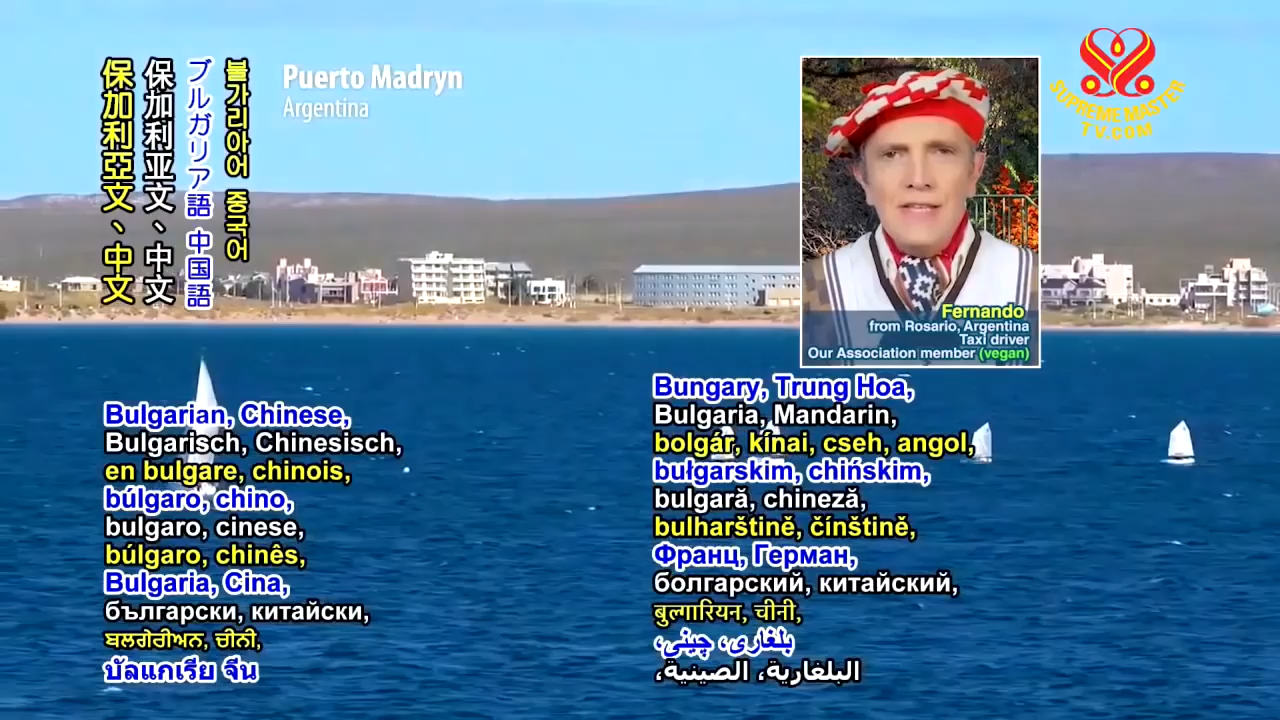 Puerto Madryn
Argentina
保加利亞文、中文
保加利亚文、中文
ブルガリア語 中国語
불가리아어 중국어
SUPREME MASTER
TV.COM
Fernando
from Rosario, Argentina
Taxi driver
Our Association member (vegan)
Bulgarian, Chinese,
Bulgarisch, Chinesisch,
en bulgare, chinois,
búlgaro, chino,
bulgaro, cinese,
búlgaro, chinês,
Bulgaria, Cina,
български, китайски,
ਬਲਗੇਰੀਅਨ, ਚੀਨੀ,
บัลแกเรีย จีน
Bungary, Trung Hoa,
Bulgaria, Mandarin,
bolgár, kínai, cseh, angol,
bułgarskim, chińskim,
bulgară, chineză,
bulharštině, čínštině,
Франц, Герман,
болгарский, китайский,
बुल्गारियन, चीनी,
بلغاری، چینی،
البلغارية، الصينية،